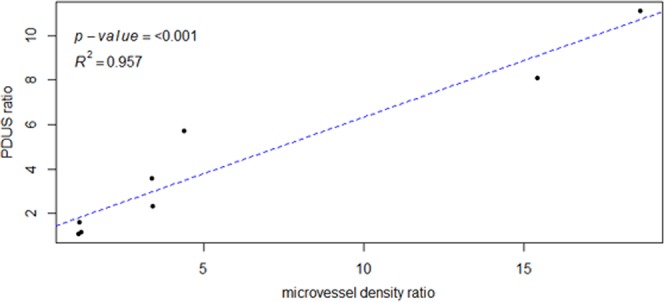 p − value = <0.001
R² = 0.957
10
8
6
4
2
PDUS ratio
5 10 15
microvessel density ratio